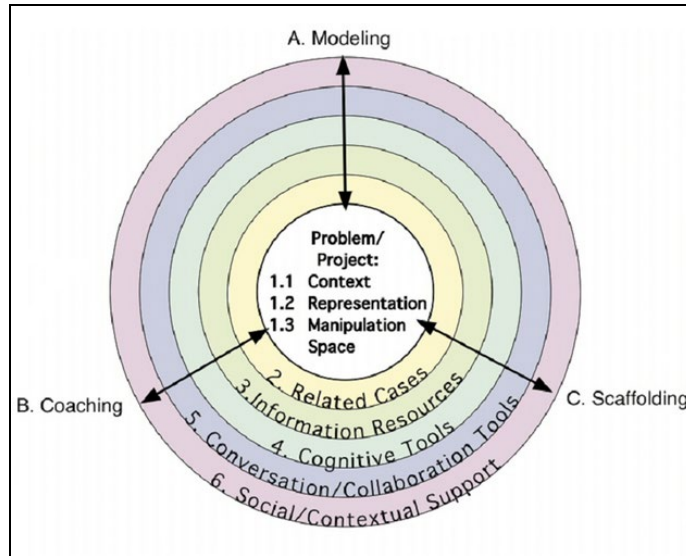 A. Modeling
Problem/
Project:
1.1 Context
1.2 Representation
1.3 Manipulation
Space
2. Related Cases
3.Information Resources
4. Cognitive Tools
5. Conversation/Collaboration Tools
6. Social/Contextual Support
B. Coaching
C. Scaffolding